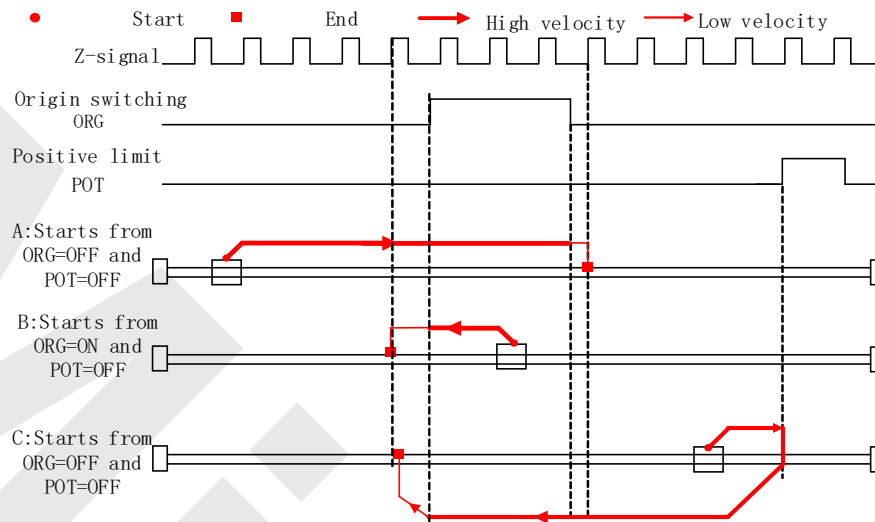 Start End High velocity Low velocity
Z-signal
Origin switching
ORG
Positive limit
POT
A:Starts from
ORG=OFF and
POT=OFF
B:Starts from
ORG=ON and
POT=OFF
C:Starts from
ORG=OFF and
POT=OFF